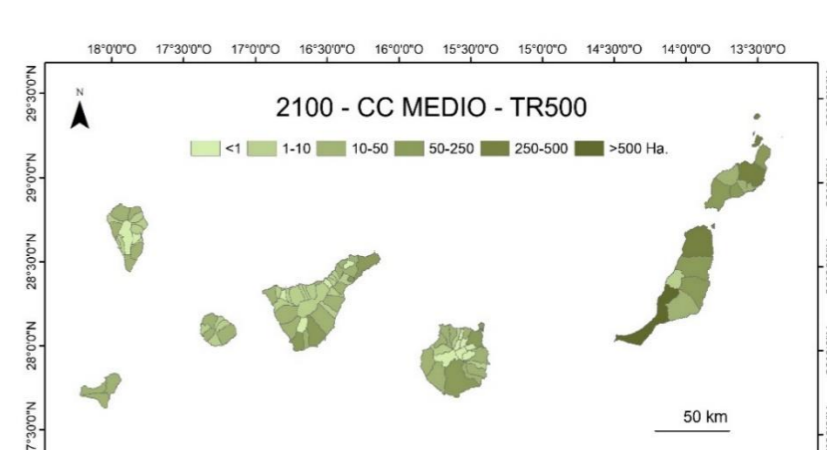 18°0'0"O 17°30'0"O 17°0'0"O 16°30'0"O 16°0'0"O 15°30'0"O 15°0'0"O 14°30'0"O 14°0'0"O 13°30'0"O
29°30'0"N
N
2100 - CC MEDIO - TR500
<1 1-10 10-50 50-250 250-500 >500 Ha.
29°0'0"N
28°30'0"N
28°0'0"N
7°30'0"N
50 km